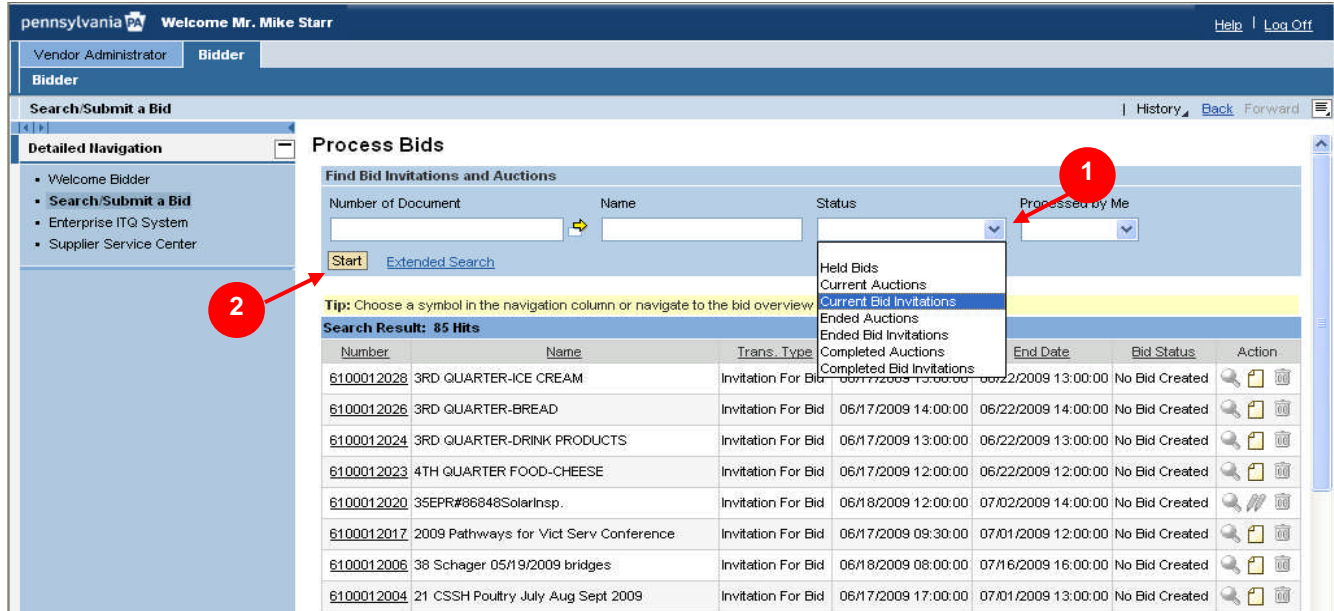 pennsylvania PA Welcome Mr. Mike Starr
Help | Log Off
Vendor Administrator Bidder
Bidder
Search/Submit a Bid
| History Back Forward
Detailed Navigation
Welcome Bidder
Search/Submit a Bid
Enterprise ITQ System
Supplier Service Center
Process Bids
1
Find Bid Invitations and Auctions
Number of Document Name Status Processed by Me
Start Extended Search
2
Held Bids
Current Auctions
Current Bid Invitations
Ended Auctions
Ended Bid Invitations
Completed Auctions
Completed Bid Invitations
Tip: Choose a symbol in the navigation column or navigate to the bid overview
Search Result: 85 Hits
Number Name Trans. Type End Date Bid Status Action
6100012028 3RD QUARTER-ICE CREAM Invitation For Bid 06/17/2009 13:00:00 06/22/2009 13:00:00 No Bid Created
6100012026 3RD QUARTER-BREAD Invitation For Bid 06/17/2009 14:00:00 06/22/2009 14:00:00 No Bid Created
6100012024 3RD QUARTER-DRINK PRODUCTS Invitation For Bid 06/17/2009 13:00:00 06/22/2009 13:00:00 No Bid Created
6100012023 4TH QUARTER FOOD-CHEESE Invitation For Bid 06/17/2009 12:00:00 06/22/2009 12:00:00 No Bid Created
6100012020 35EPR#86848SolarInsp. Invitation For Bid 06/18/2009 12:00:00 07/02/2009 14:00:00 No Bid Created
6100012017 2009 Pathways for Vict Serv Conference Invitation For Bid 06/17/2009 09:30:00 07/01/2009 12:00:00 No Bid Created
6100012006 38 Schager 05/19/2009 bridges Invitation For Bid 06/18/2009 08:00:00 07/16/2009 16:00:00 No Bid Created
6100012004 21 CSSH Poultry July Aug Sept 2009 Invitation For Bid 06/17/2009 17:00:00 07/01/2009 13:00:00 No Bid Created